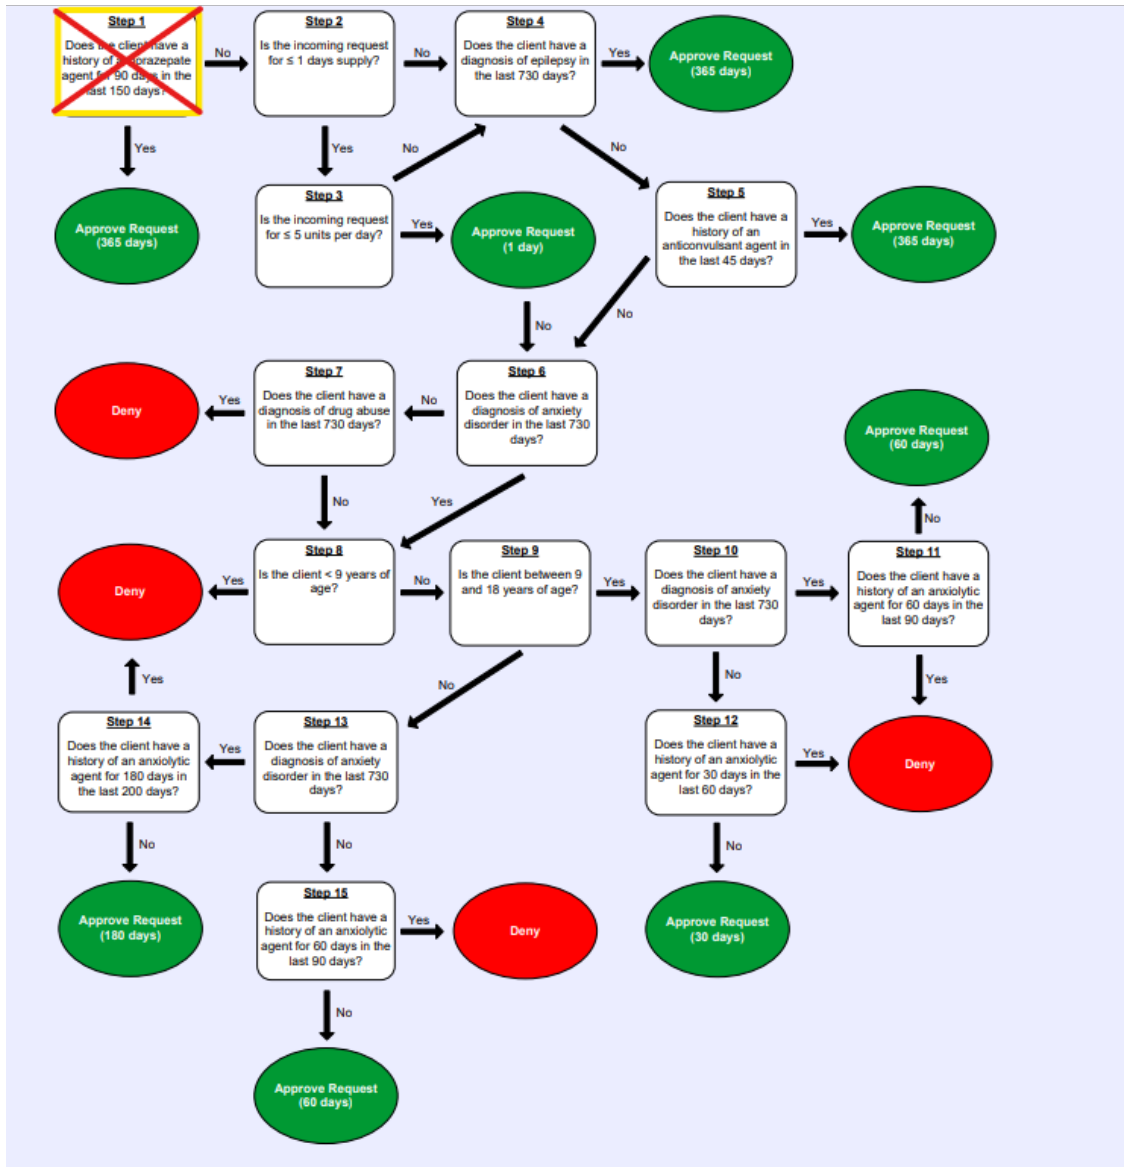 Step 1
Does the client have a
history of a
agent for 90 days in the
last 150 days?
No
Yes
Approve Request
(365 days)
Step 2
Is the incoming request
for ≤ 1 days supply?
No
Yes
Step 3
Is the incoming request
for ≤ 5 units per day?
No
Yes
Approve Request
(1 day)
No
Step 4
Does the client have a
diagnosis of epilepsy in
the last 730 days?
Yes
Approve Request
(365 days)
No
Step 5
Does the client have a
history of an
anticonvulsant agent in
the last 45 days?
Yes
Approve Request
(365 days)
No
Step 6
Does the client have a
diagnosis of anxiety
disorder in the last 730
days?
No
Yes
Step 7
Does the client have a
diagnosis of drug abuse
in the last 730 days?
Yes
Deny
No
Step 8
Is the client < 9 years of
age?
Yes
Deny
No
Step 9
Is the client between 9
and 18 years of age?
Yes
No
Step 10
Does the client have a
diagnosis of anxiety
disorder in the last 730
days?
Yes
No
Step 11
Does the client have a
history of an anxiolytic
agent for 60 days in the
last 90 days?
No
Approve Request
(60 days)
Yes
Deny
Step 12
Does the client have a
history of an anxiolytic
agent for 30 days in the
last 60 days?
Yes
No
Approve Request
(30 days)
Step 13
Does the client have a
diagnosis of anxiety
disorder in the last 730
days?
Yes
No
Step 14
Does the client have a
history of an anxiolytic
agent for 180 days in
the last 200 days?
Yes
No
Approve Request
(180 days)
Step 15
Does the client have a
history of an anxiolytic
agent for 60 days in the
last 90 days?
Yes
Deny
No
Approve Request
(60 days)